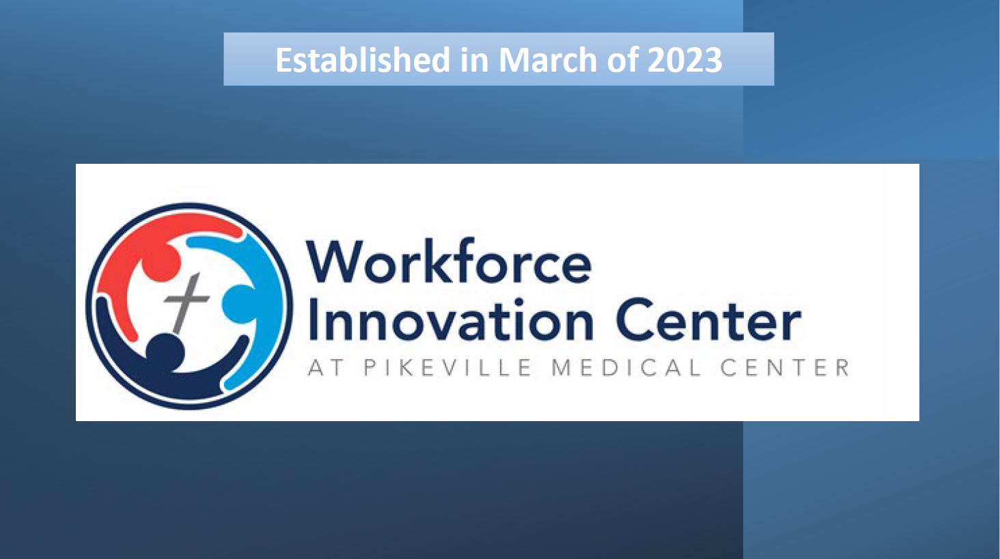 Established in March of 2023
Workforce
Innovation Center
AT PIKEVILLE MEDICAL CENTER